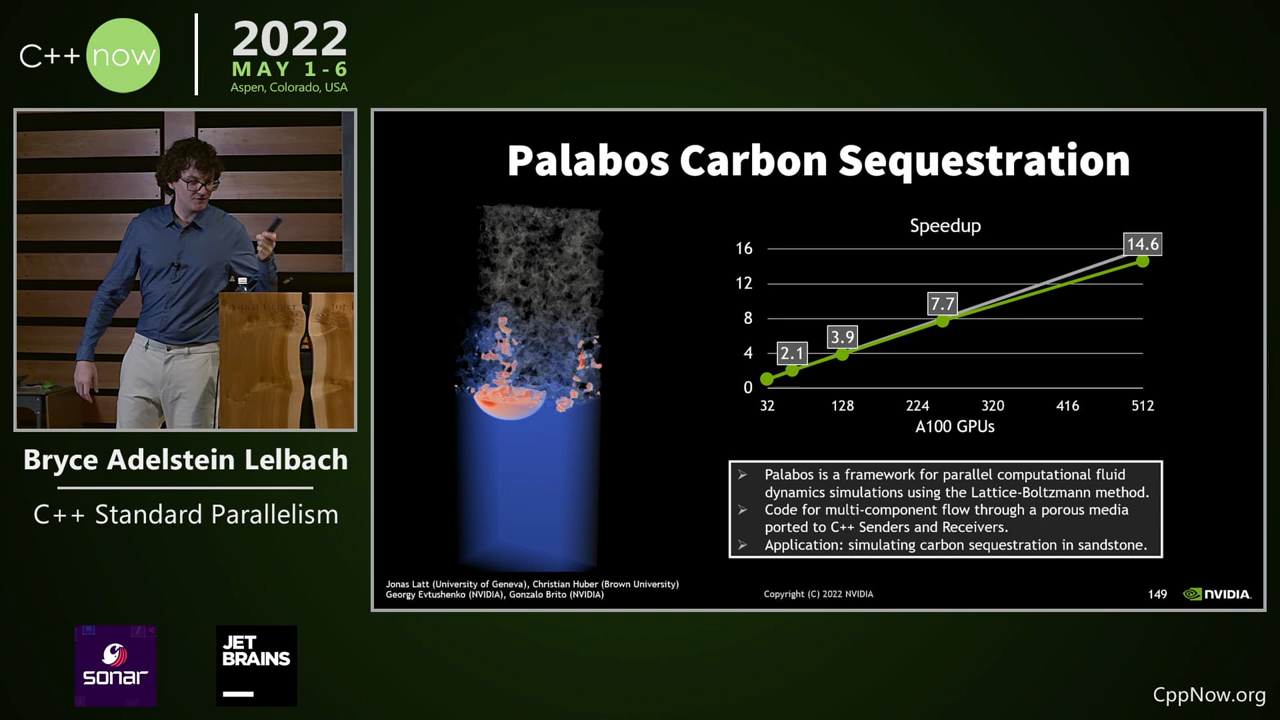 C++ now
2022
MAY 1-6
Aspen, Colorado, USA
Bryce Adelstein Lelbach
C++ Standard Parallelism
sonar
JET
BRAINS
Palabos Carbon Sequestration
Speedup
16
12
8
4
0
2.1
3.9
7.7
14.6
32
128
224
320
416
512
A100 GPUs
Palabos is a framework for parallel computational fluid
dynamics simulations using the Lattice-Boltzmann method.
Code for multi-component flow through a porous media
ported to C++ Senders and Receivers.
Application: simulating carbon sequestration in sandstone.
Jonas Latt (University of Geneva), Christian Huber (Brown University)
Georgy Evtushenko (NVIDIA), Gonzalo Brito (NVIDIA)
Copyright (C) 2022 NVIDIA
149
NVIDIA.
CppNow.org